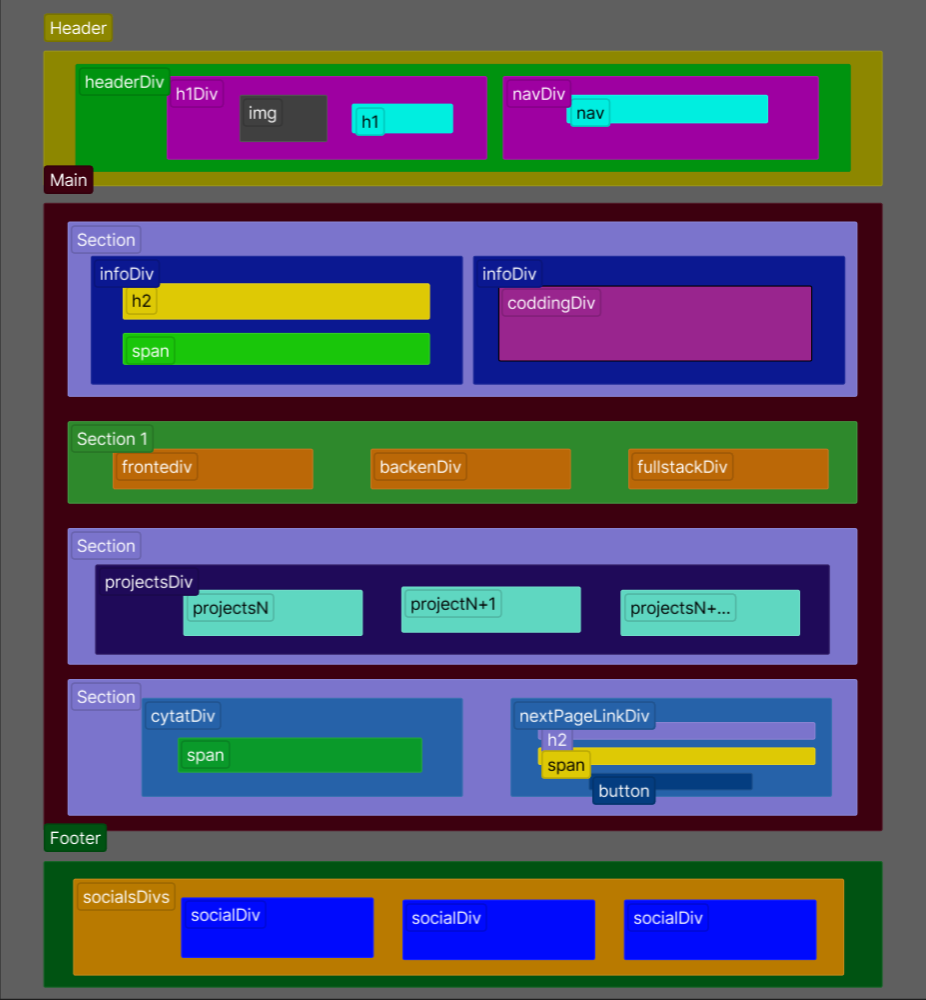 Header
headerDiv
h1Div
img
h1
navDiv
nav
Main
Section
infoDiv
h2
span
infoDiv
coddingDiv
Section 1
frontediv
backenDiv
fullstackDiv
Section
projectsDiv
projectsN
projectN+1
projectsN+...
Section
cytatDiv
span
nextPageLinkDiv
h2
span
button
Footer
socialsDivs
socialDiv
socialDiv
socialDiv